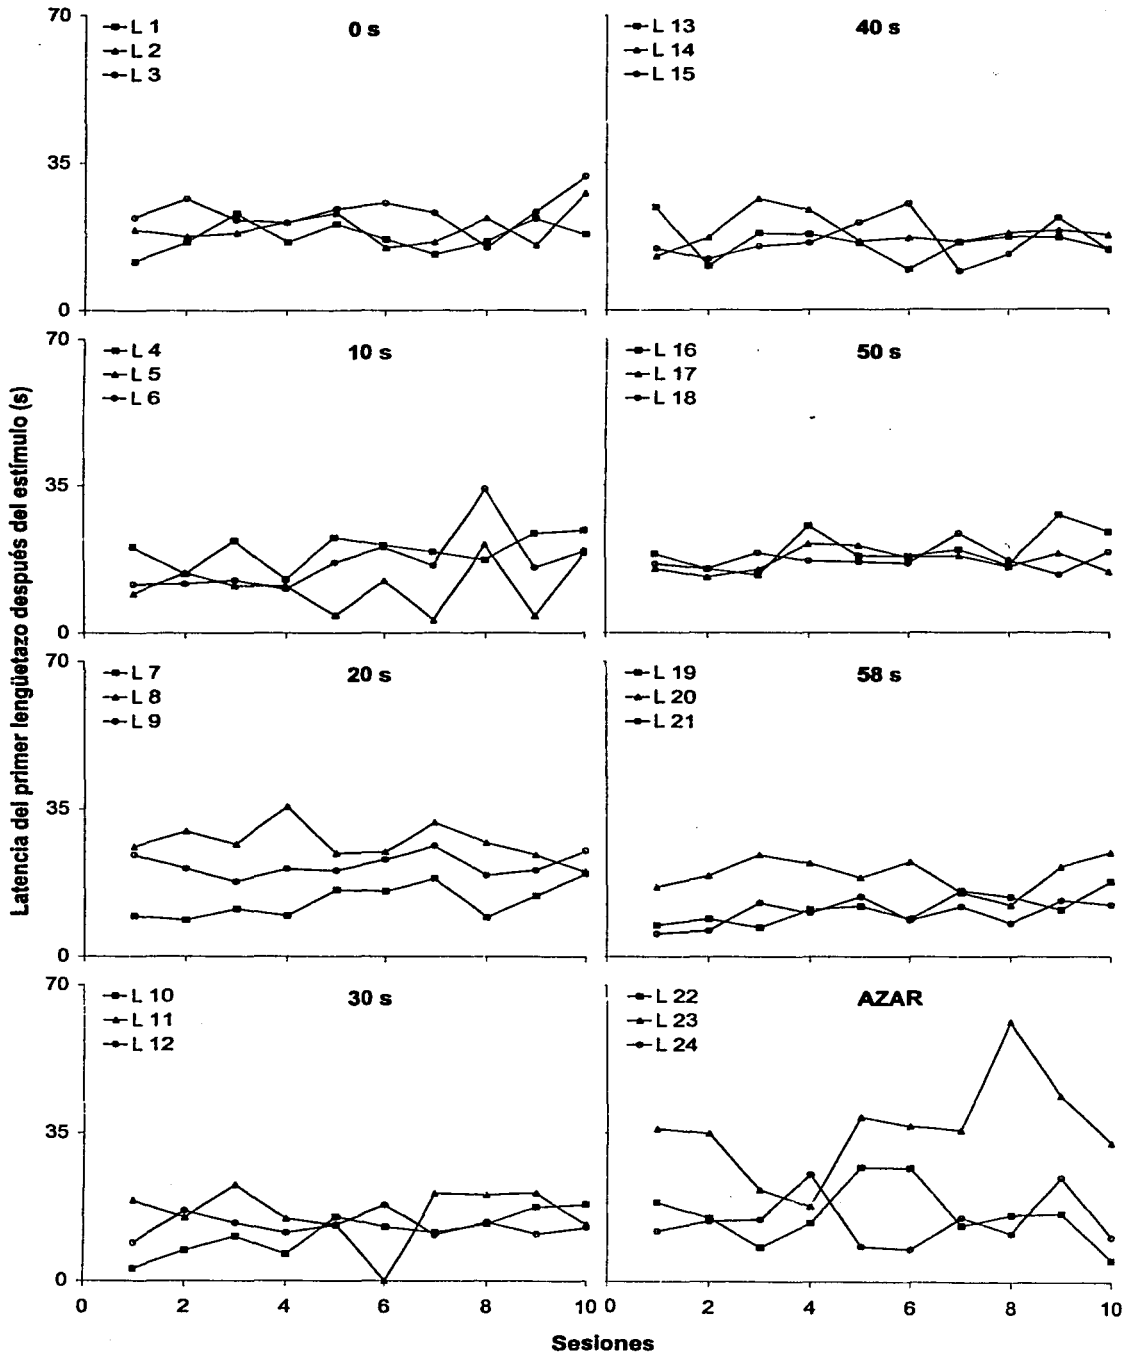 Latencia del primer lengüetazo después del estímulo (s)
70
35
0
L 1
L 2
L 3
0 s
L 13
L 14
L 15
40 s
70
35
0
L 4
L 5
L 6
10 s
L 16
L 17
L 18
50 s
70
35
0
L 7
L 8
L 9
20 s
L 19
L 20
L 21
58 s
70
35
0
L 10
L 11
L 12
30 s
L 22
L 23
L 24
AZAR
0 2 4 6 8 10
0 2 4 6 8 10
Sesiones